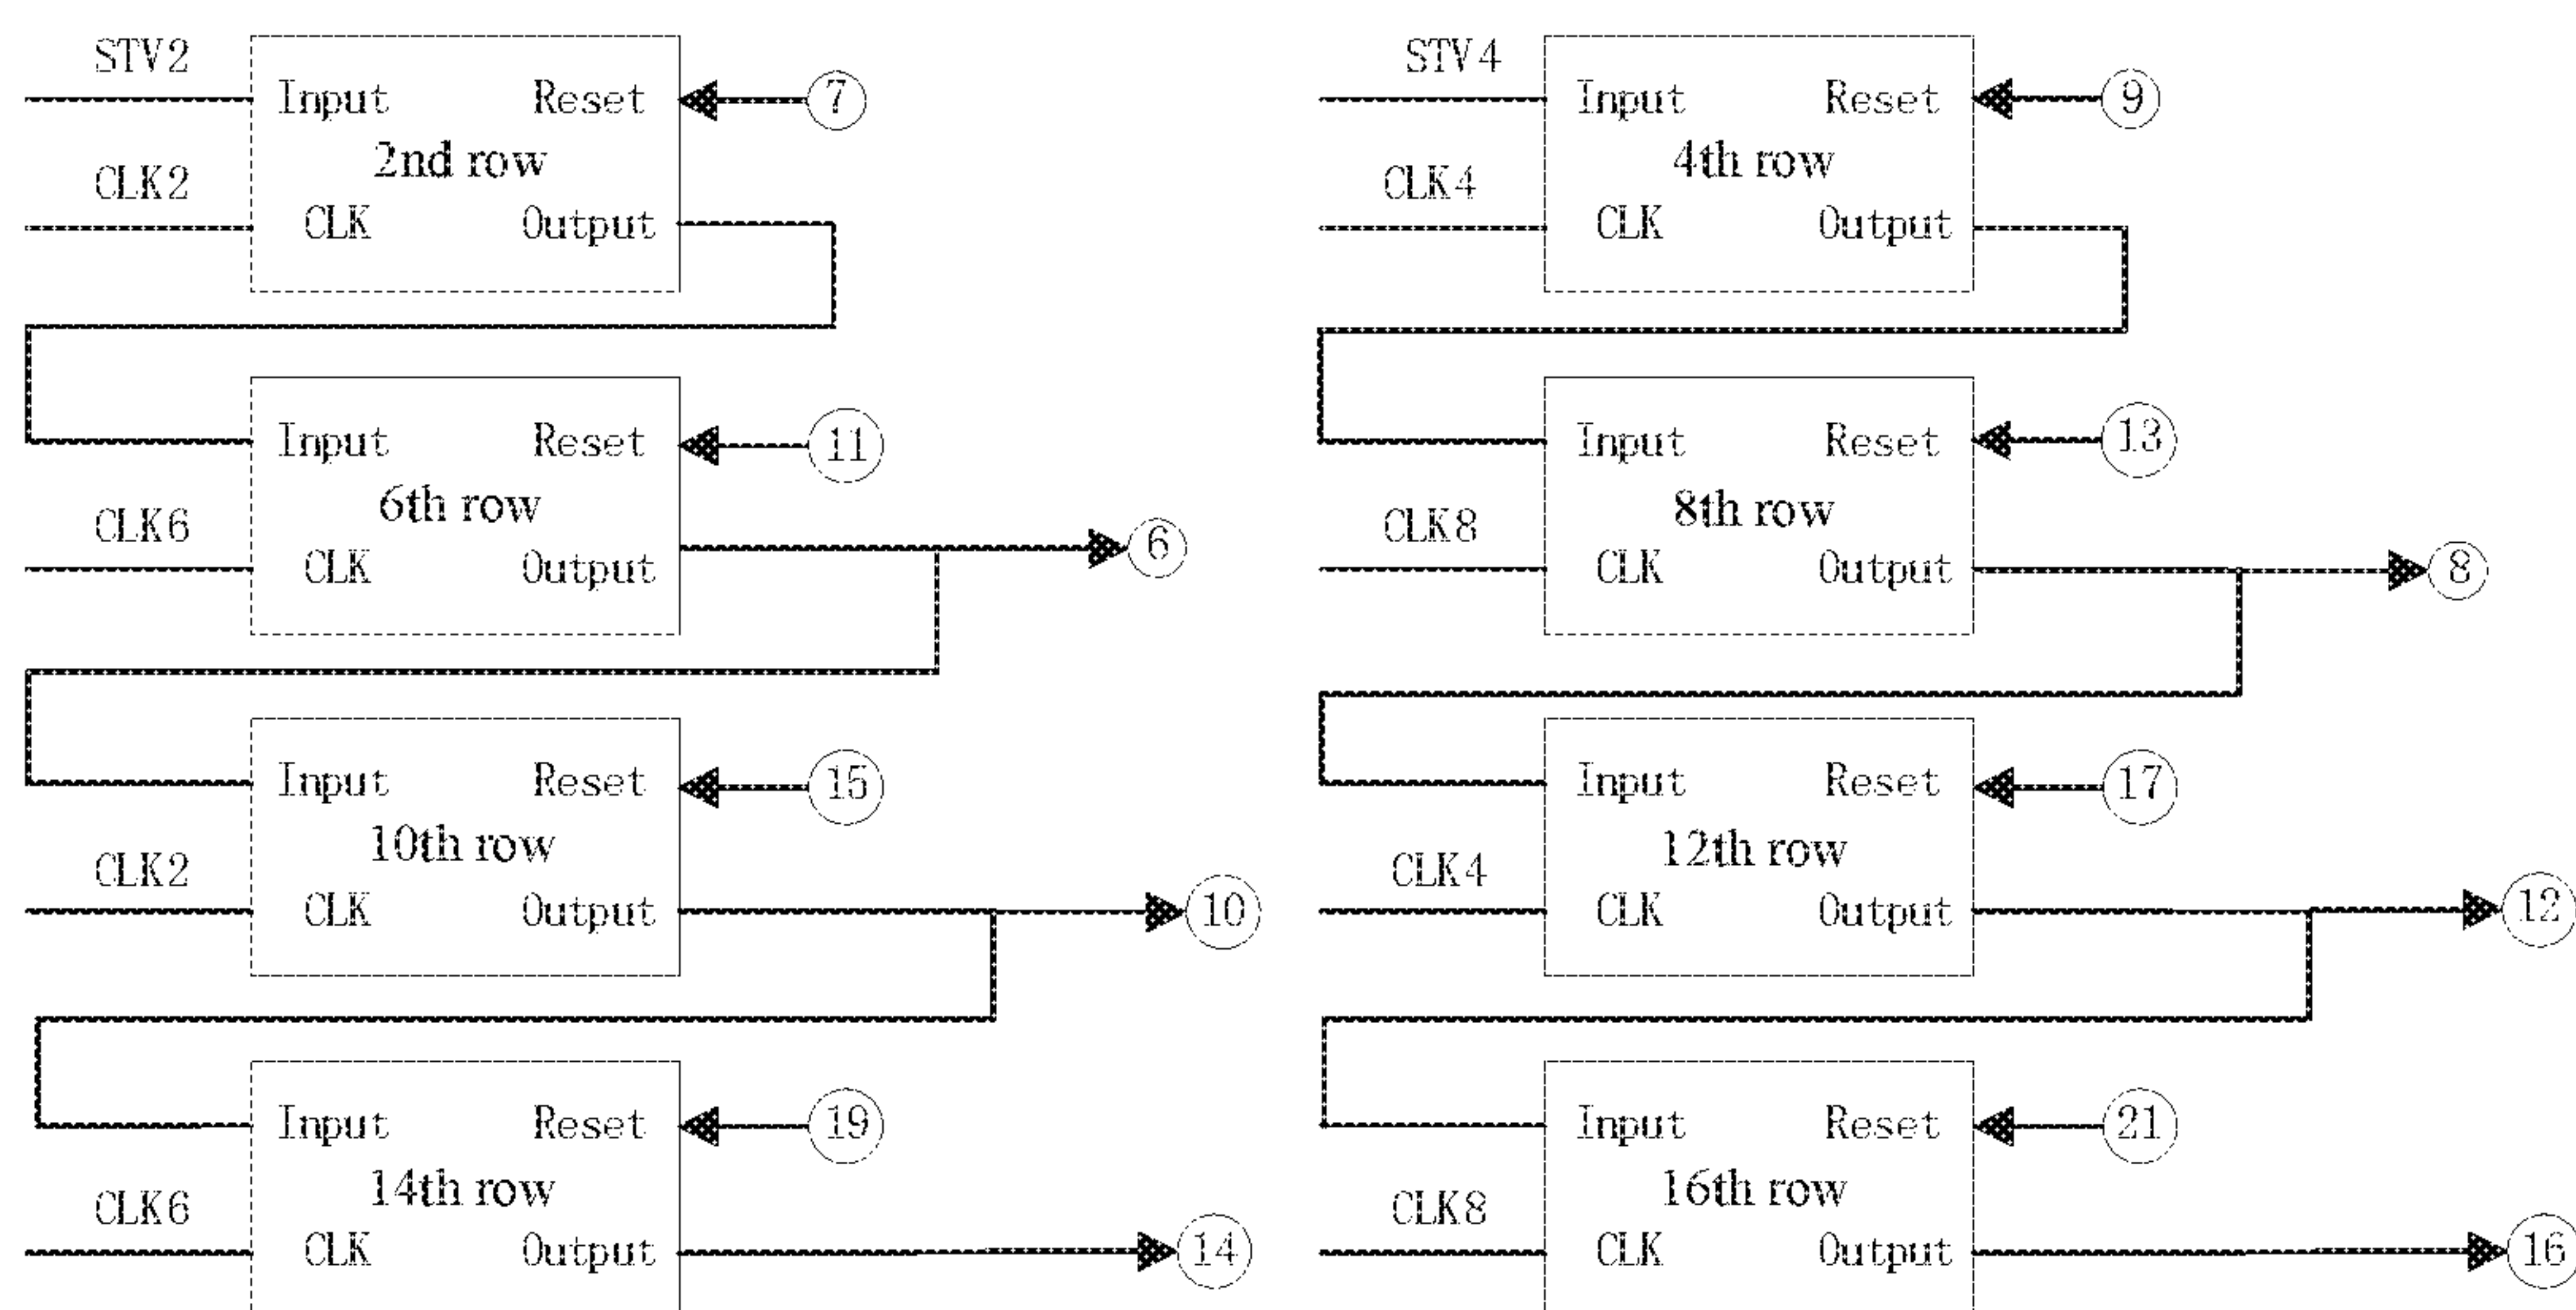 STV2
Input Reset 7
2nd row
CLK2
CLK Output
STV4
Input Reset 9
4th row
CLK4
CLK Output
Input Reset 11
6th row
CLK6
CLK Output 6
Input Reset 13
8th row
CLK8
CLK Output 8
Input Reset 15
10th row
CLK2
CLK Output 10
Input Reset 17
12th row
CLK4
CLK Output 12
Input Reset 19
14th row
CLK6
CLK Output 14
Input Reset 21
16th row
CLK8
CLK Output 16